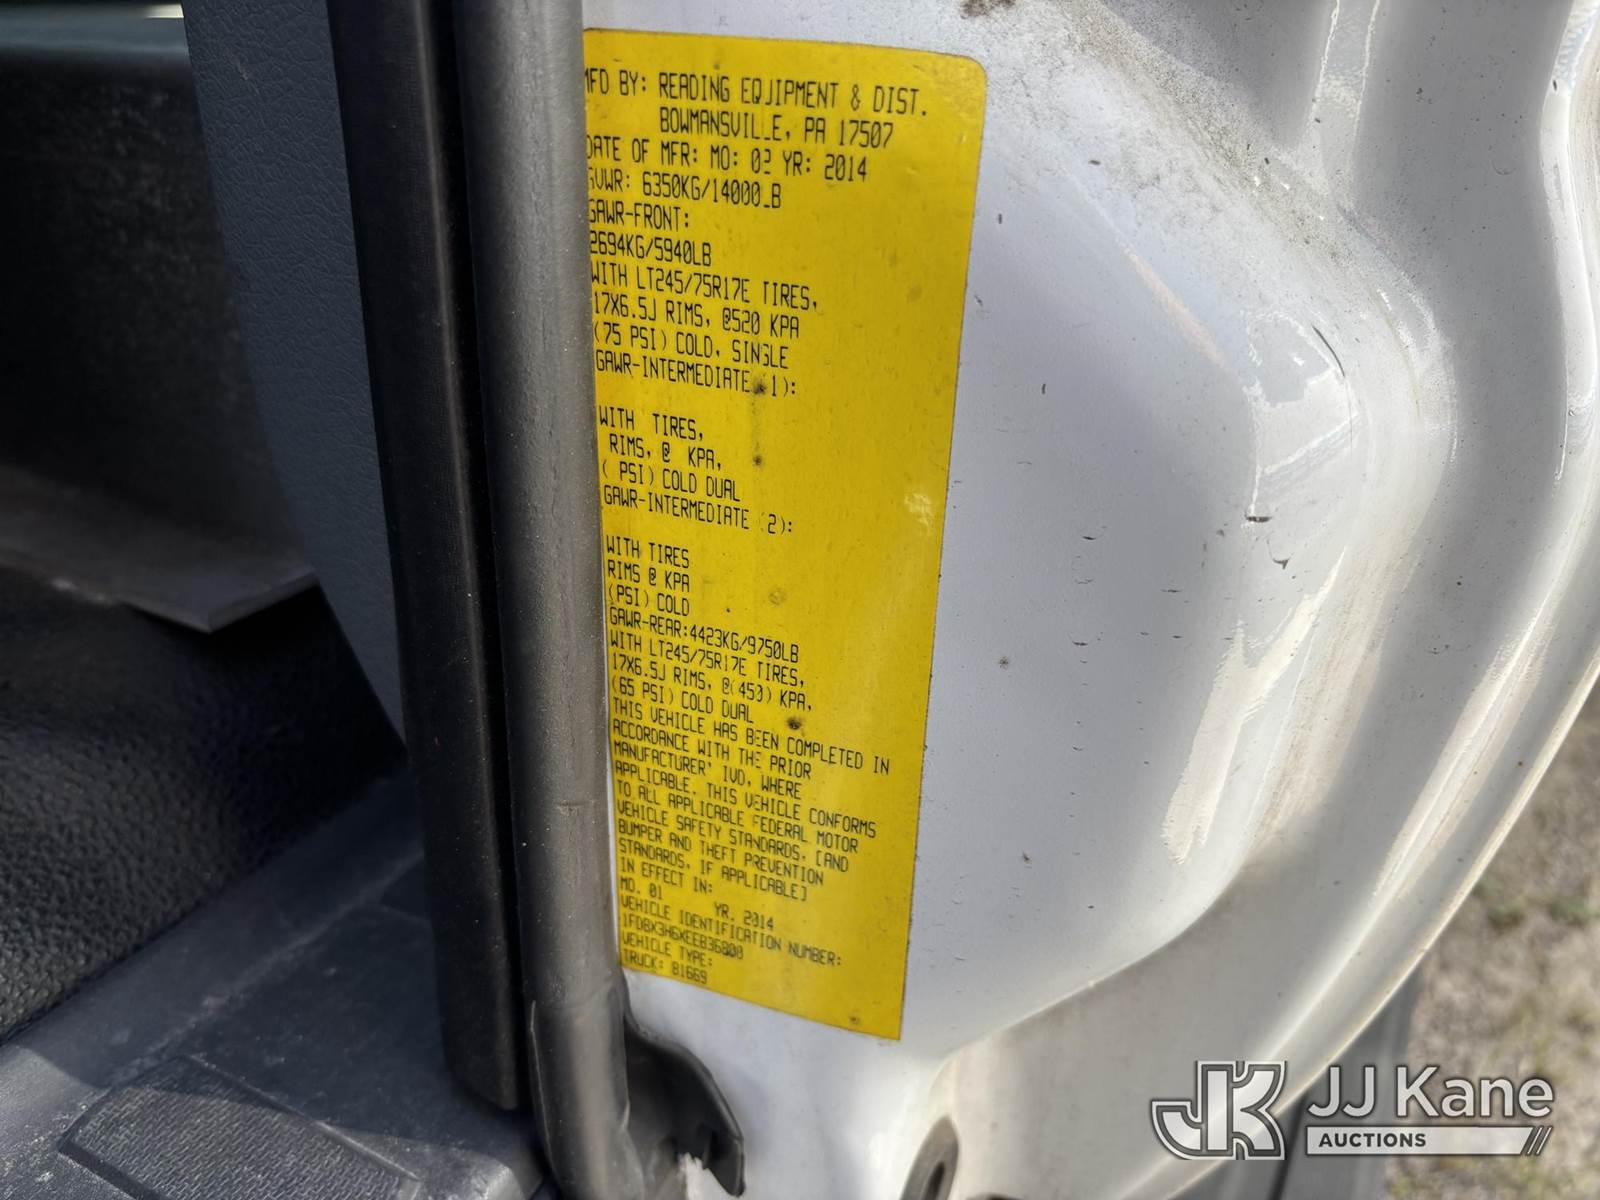 MFD BY: READING EQUIPMENT & DIST.
BOWMANSVILLE, PA 17507
DATE OF MFR: MO: 02 YR: 2014
GVWR: 6350KG/14000LB
GAWR-FRONT:
2694KG/5940LB
WITH LT245/75R17E TIRES,
17X6.5J RIMS, @520 KPA
(75 PSI) COLD, SINGLE
GAWR-INTERMEDIATE (1):
WITH TIRES,
RIMS, @ KPA,
( PSI) COLD DUAL
GAWR-INTERMEDIATE (2):
WITH TIRES
RIMS @ KPA
(PSI) COLD
GAWR-REAR:4423KG/9750LB
WITH LT245/75R17E TIRES,
17X6.5J RIMS, @(450) KPA,
(65 PSI) COLD DUAL
THIS VEHICLE HAS BEEN COMPLETED IN
ACCORDANCE WITH THE PRIOR
MANUFACTURER' IVD, WHERE
APPLICABLE. THIS VEHICLE CONFORMS
TO ALL APPLICABLE FEDERAL MOTOR
VEHICLE SAFETY STANDARDS, [AND
BUMPER AND THEFT PREVENTION
STANDARDS, IF APPLICABLE]
IN EFFECT IN:
MO. 01 YR. 2014
VEHICLE IDENTIFICATION NUMBER:
VEHICLE TYPE:
TRUCK: 81669
JK JJ Kane
AUCTIONS